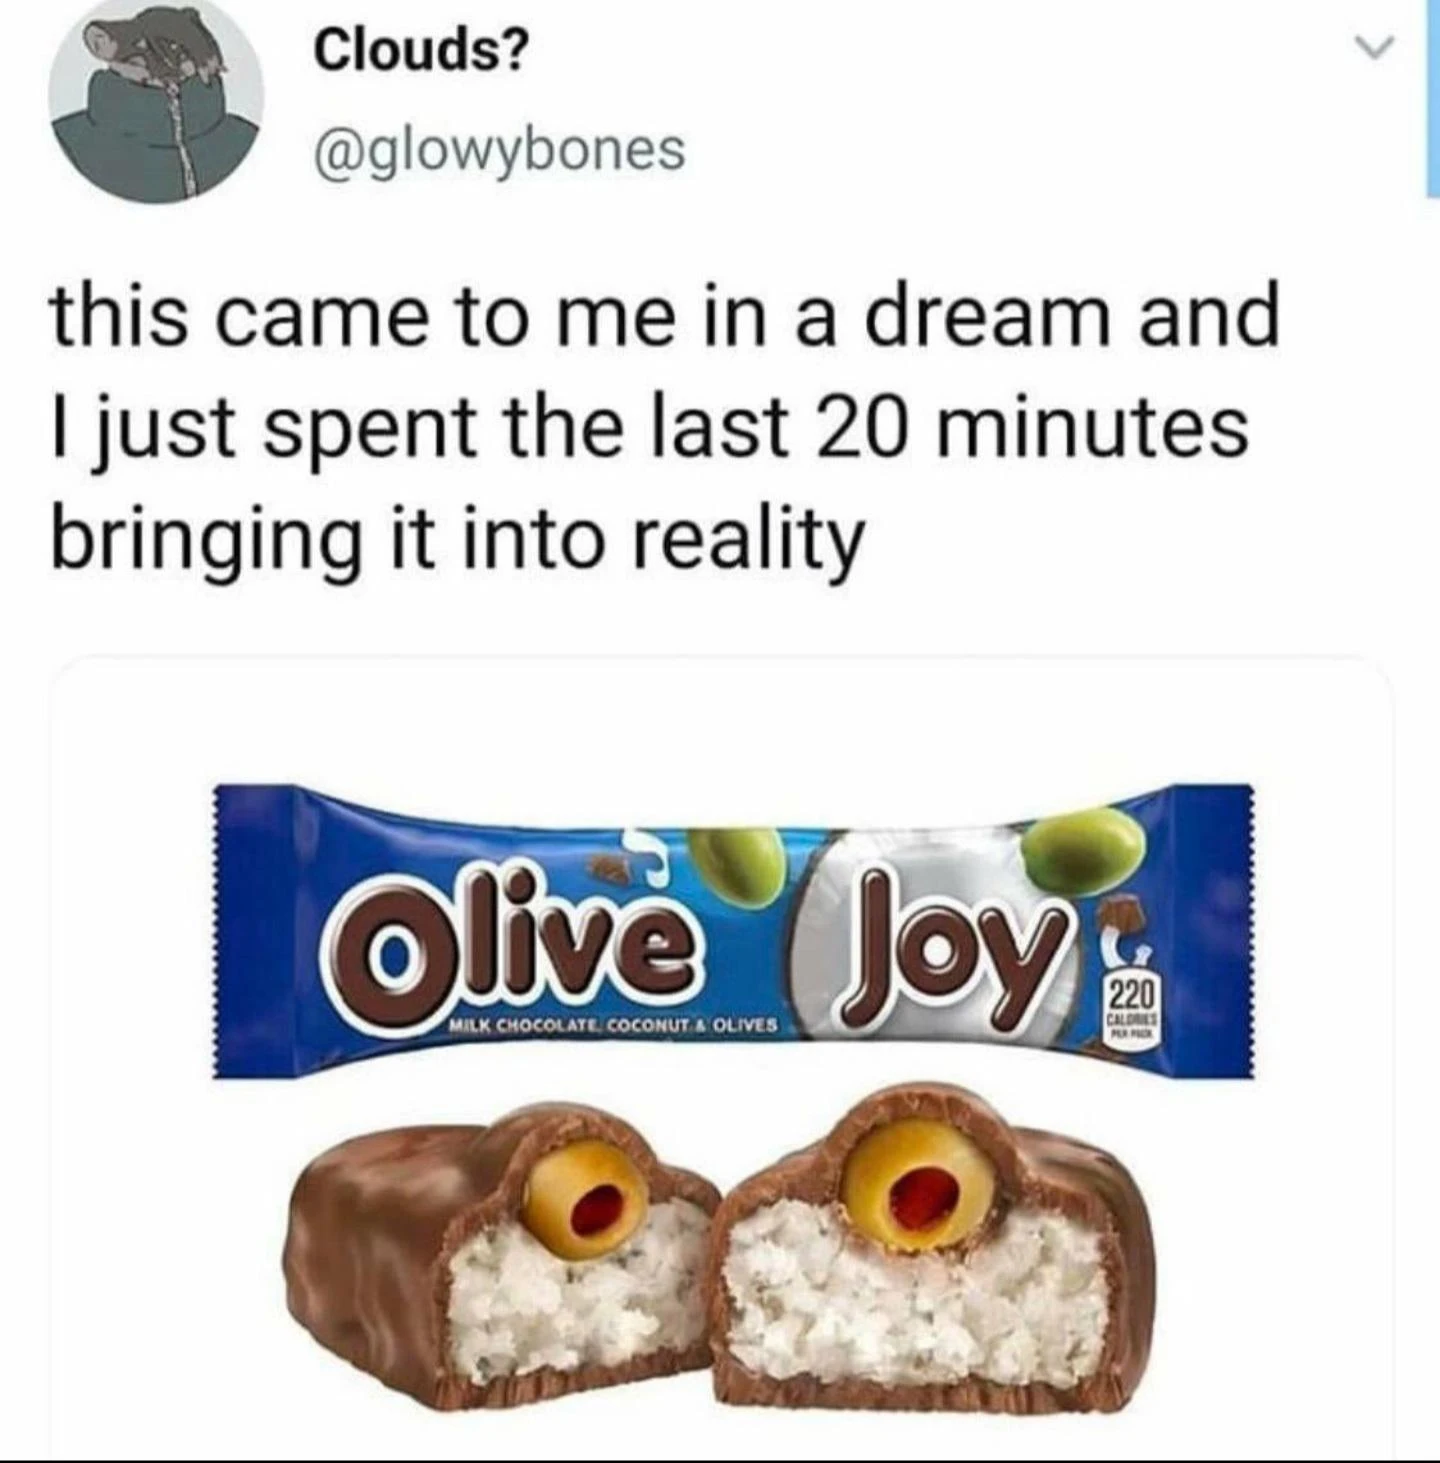 Clouds?
@glowybones
this came to me in a dream and
I just spent the last 20 minutes
bringing it into reality
Olive Joy
MILK CHOCOLATE, COCONUT & OLIVES
220
CALORIES
PER PACK